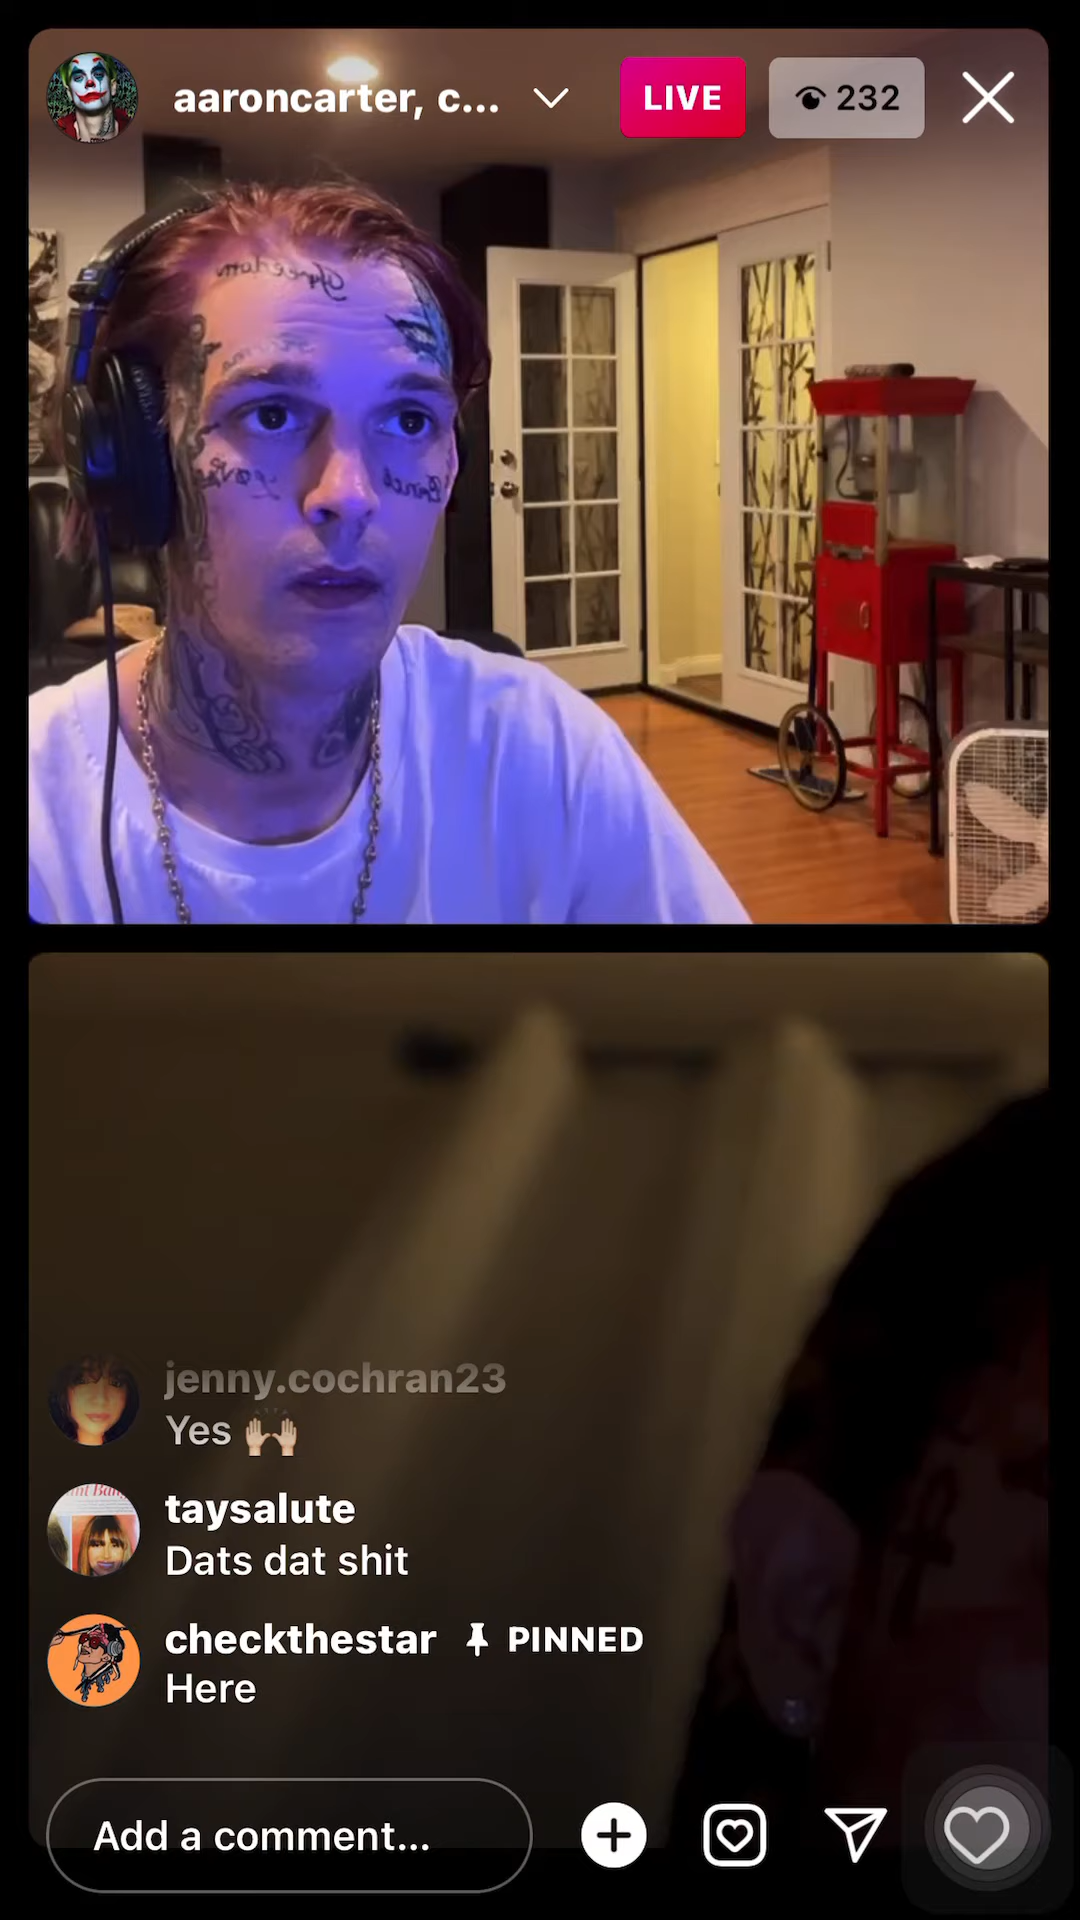 aaroncarter, c...
LIVE
232
jenny.cochran23
Yes 🙌🏻
taysalute
Dats dat shit
checkthestar PINNED
Here
Add a comment...